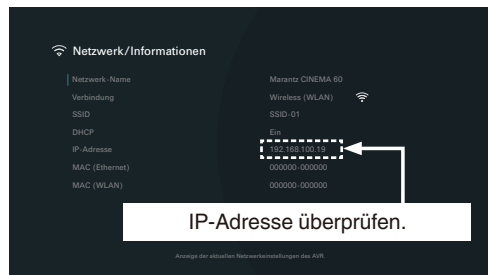 Netzwerk/Informationen
Netzwerk-Name Marantz CINEMA 60
Verbindung Wireless (WLAN)
SSID SSID-01
DHCP Ein
IP-Adresse 192.168.100.19
MAC (Ethernet) 000000-000000
MAC (WLAN) 000000-000000
IP-Adresse überprüfen.
Anzeige der aktuellen Netzwerkeinstellungen des AVR.